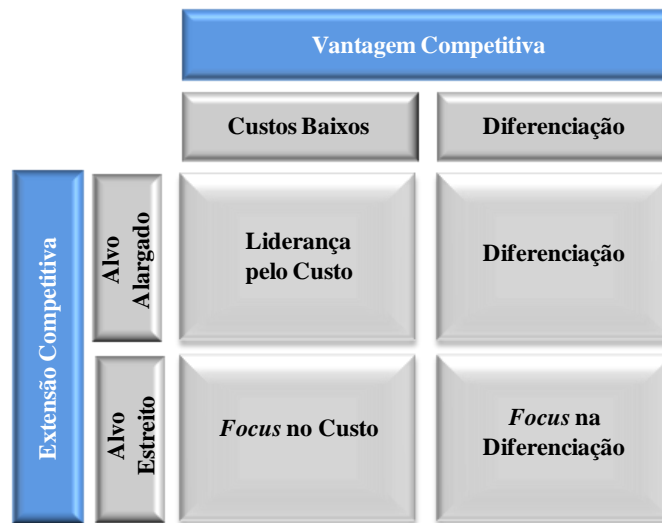 Vantagem Competitiva
Custos Baixos
Diferenciação
Extensão Competitiva
Alvo
Alargado
Liderança
pelo Custo
Diferenciação
Alvo
Estreito
Focus no Custo
Focus na
Diferenciação